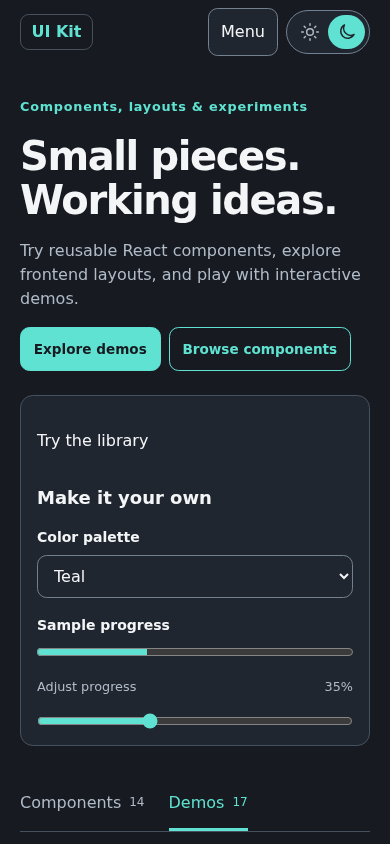 UI Kit
Menu
Components, layouts & experiments
Small pieces.
Working ideas.
Try reusable React components, explore
frontend layouts, and play with interactive
demos.
Explore demos
Browse components
Try the library
Make it your own
Color palette
Teal
Sample progress
Adjust progress 35%
Components 14 Demos 17